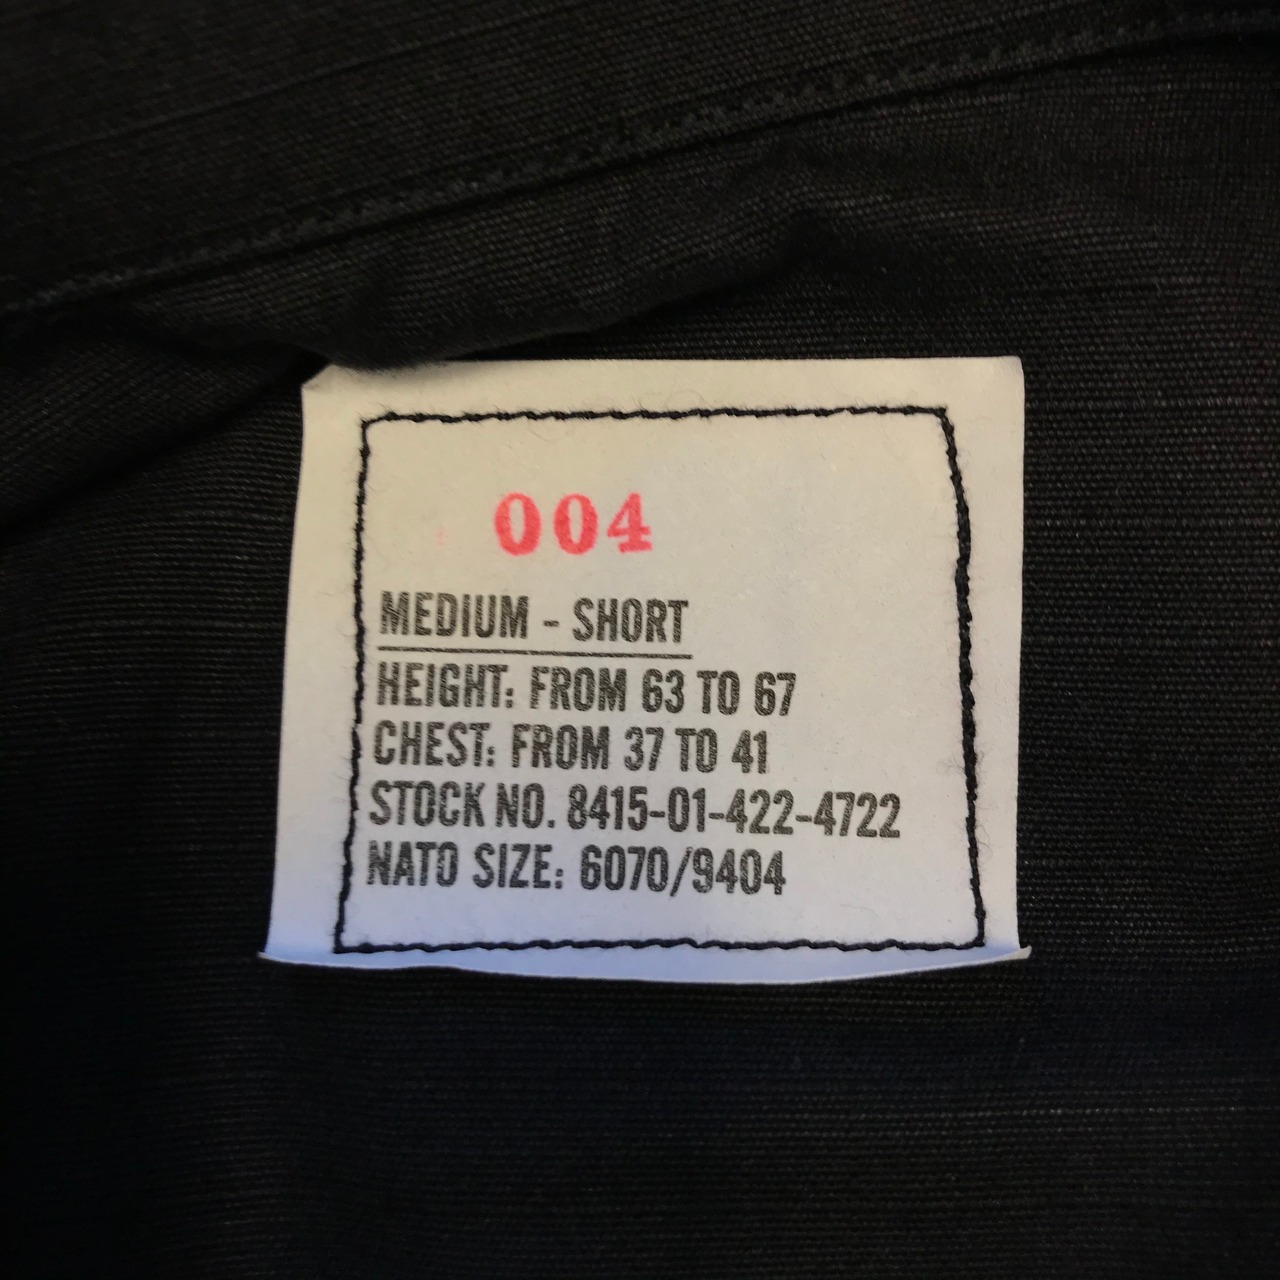 004
MEDIUM - SHORT
HEIGHT: FROM 63 TO 67
CHEST: FROM 37 TO 41
STOCK NO. 8415-01-422-4722
NATO SIZE: 6070/9404